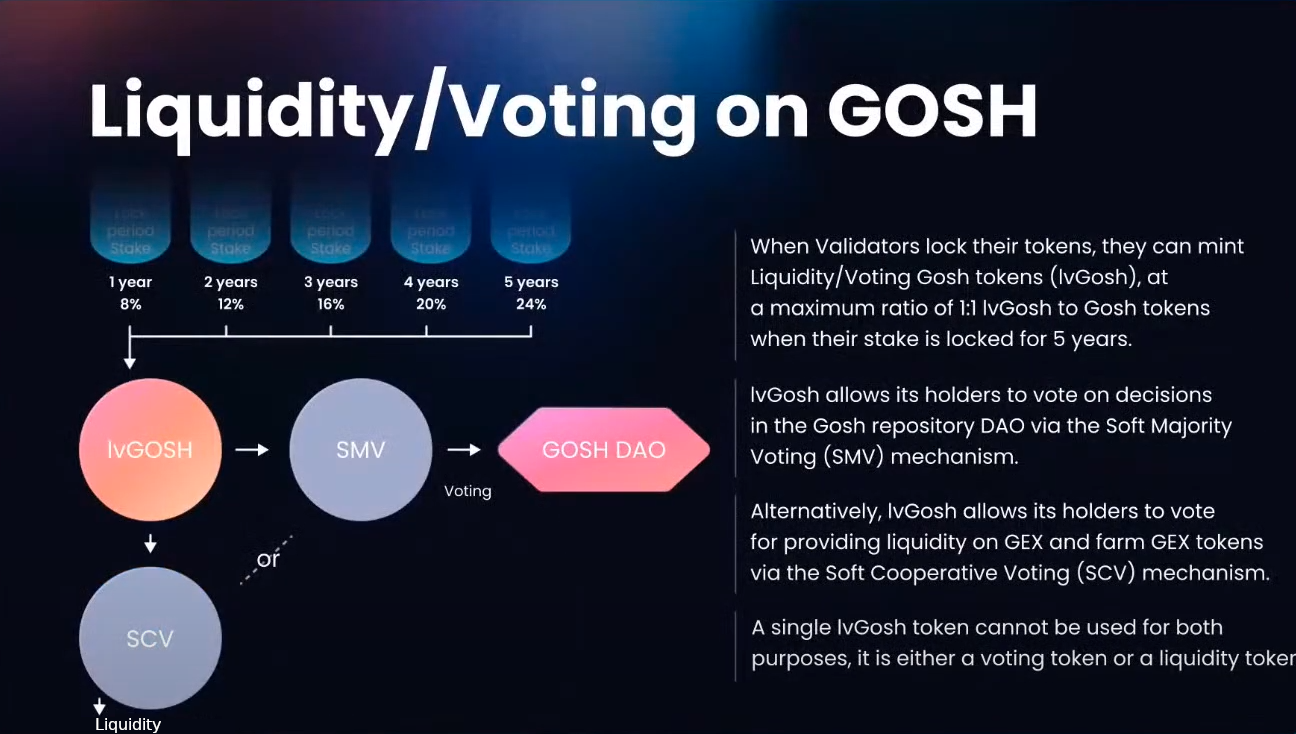 Liquidity/Voting on GOSH
Lock Lock Lock Lock Lock
period period period period period
Stake Stake Stake Stake Stake
1 year 2 years 3 years 4 years 5 years
8% 12% 16% 20% 24%
lvGOSH
SMV
Voting
GOSH DAO
or
SCV
Liquidity
When Validators lock their tokens, they can mint
Liquidity/Voting Gosh tokens (lvGosh), at
a maximum ratio of 1:1 lvGosh to Gosh tokens
when their stake is locked for 5 years.
lvGosh allows its holders to vote on decisions
in the Gosh repository DAO via the Soft Majority
Voting (SMV) mechanism.
Alternatively, lvGosh allows its holders to vote
for providing liquidity on GEX and farm GEX tokens
via the Soft Cooperative Voting (SCV) mechanism.
A single lvGosh token cannot be used for both
purposes, it is either a voting token or a liquidity token